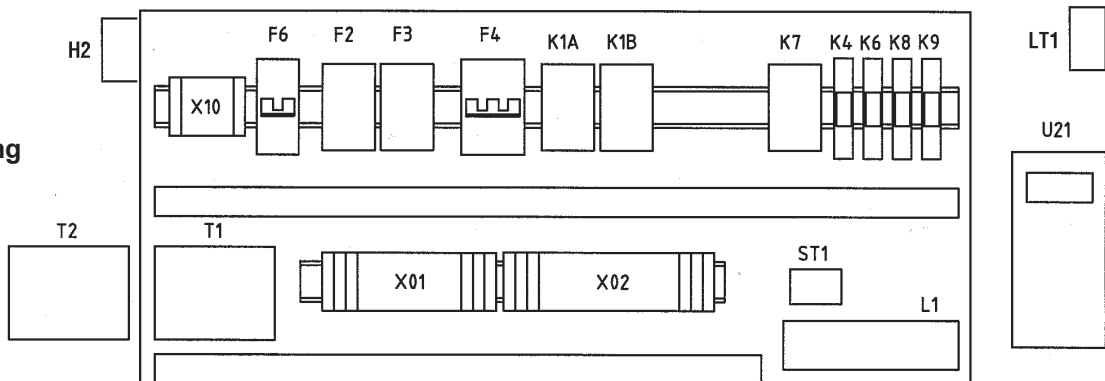 F6 F2 F3 F4 K1A K1B K7 K4 K6 K8 K9
H2 LT1
X10
U21
ng
T2 T1
ST1
X01 X02
L1